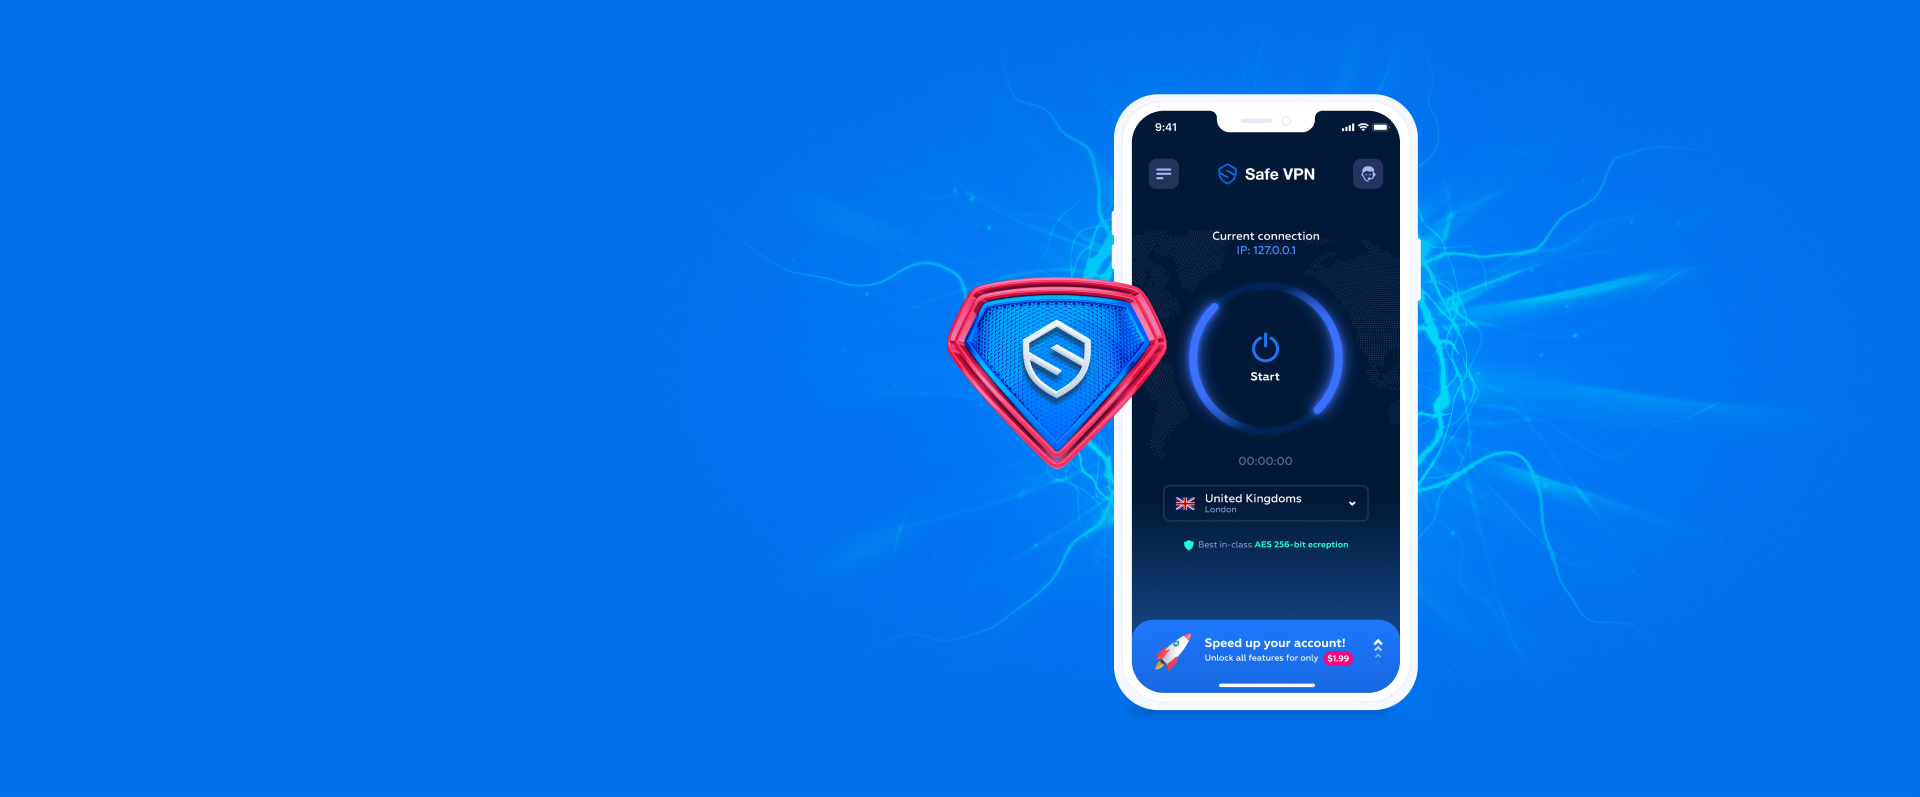 9:41
Safe VPN
Current connection
IP: 127.0.0.1
Start
00:00:00
United Kingdoms
London
Best in-class AES 256-bit ecreption
Speed up your account!
Unlock all features for only $1.99